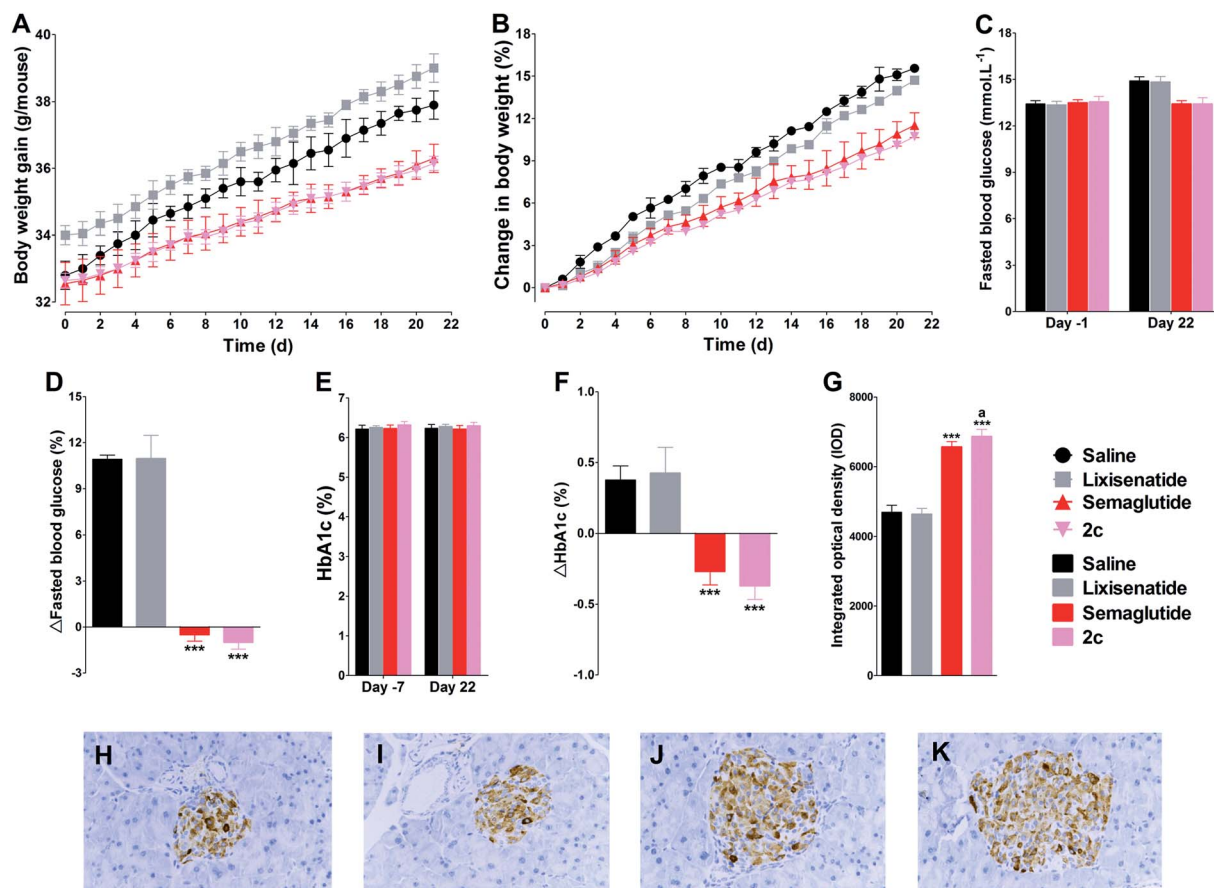 A
Body weight gain (g/mouse)
40
38
36
34
32
0 2 4 6 8 10 12 14 16 18 20 22
Time (d)
B
Change in body weight (%)
18
15
12
9
6
3
0
0 2 4 6 8 10 12 14 16 18 20 22
Time (d)
C
Fasted blood glucose (mmol.L⁻¹)
18
15
12
9
6
3
0
Day -1 Day 22
D
△Fasted blood glucose (%)
15
12
9
6
3
0
-3
*** ***
E
HbA1c (%)
7
6
5
4
3
2
1
0
Day -7 Day 22
F
△HbA1c (%)
1.0
0.5
0.0
-0.5
-1.0
*** ***
G
Integrated optical density (IOD)
8000
6000
4000
2000
0
a
*** ***
Saline
Lixisenatide
Semaglutide
2c
Saline
Lixisenatide
Semaglutide
2c
H
I
J
K